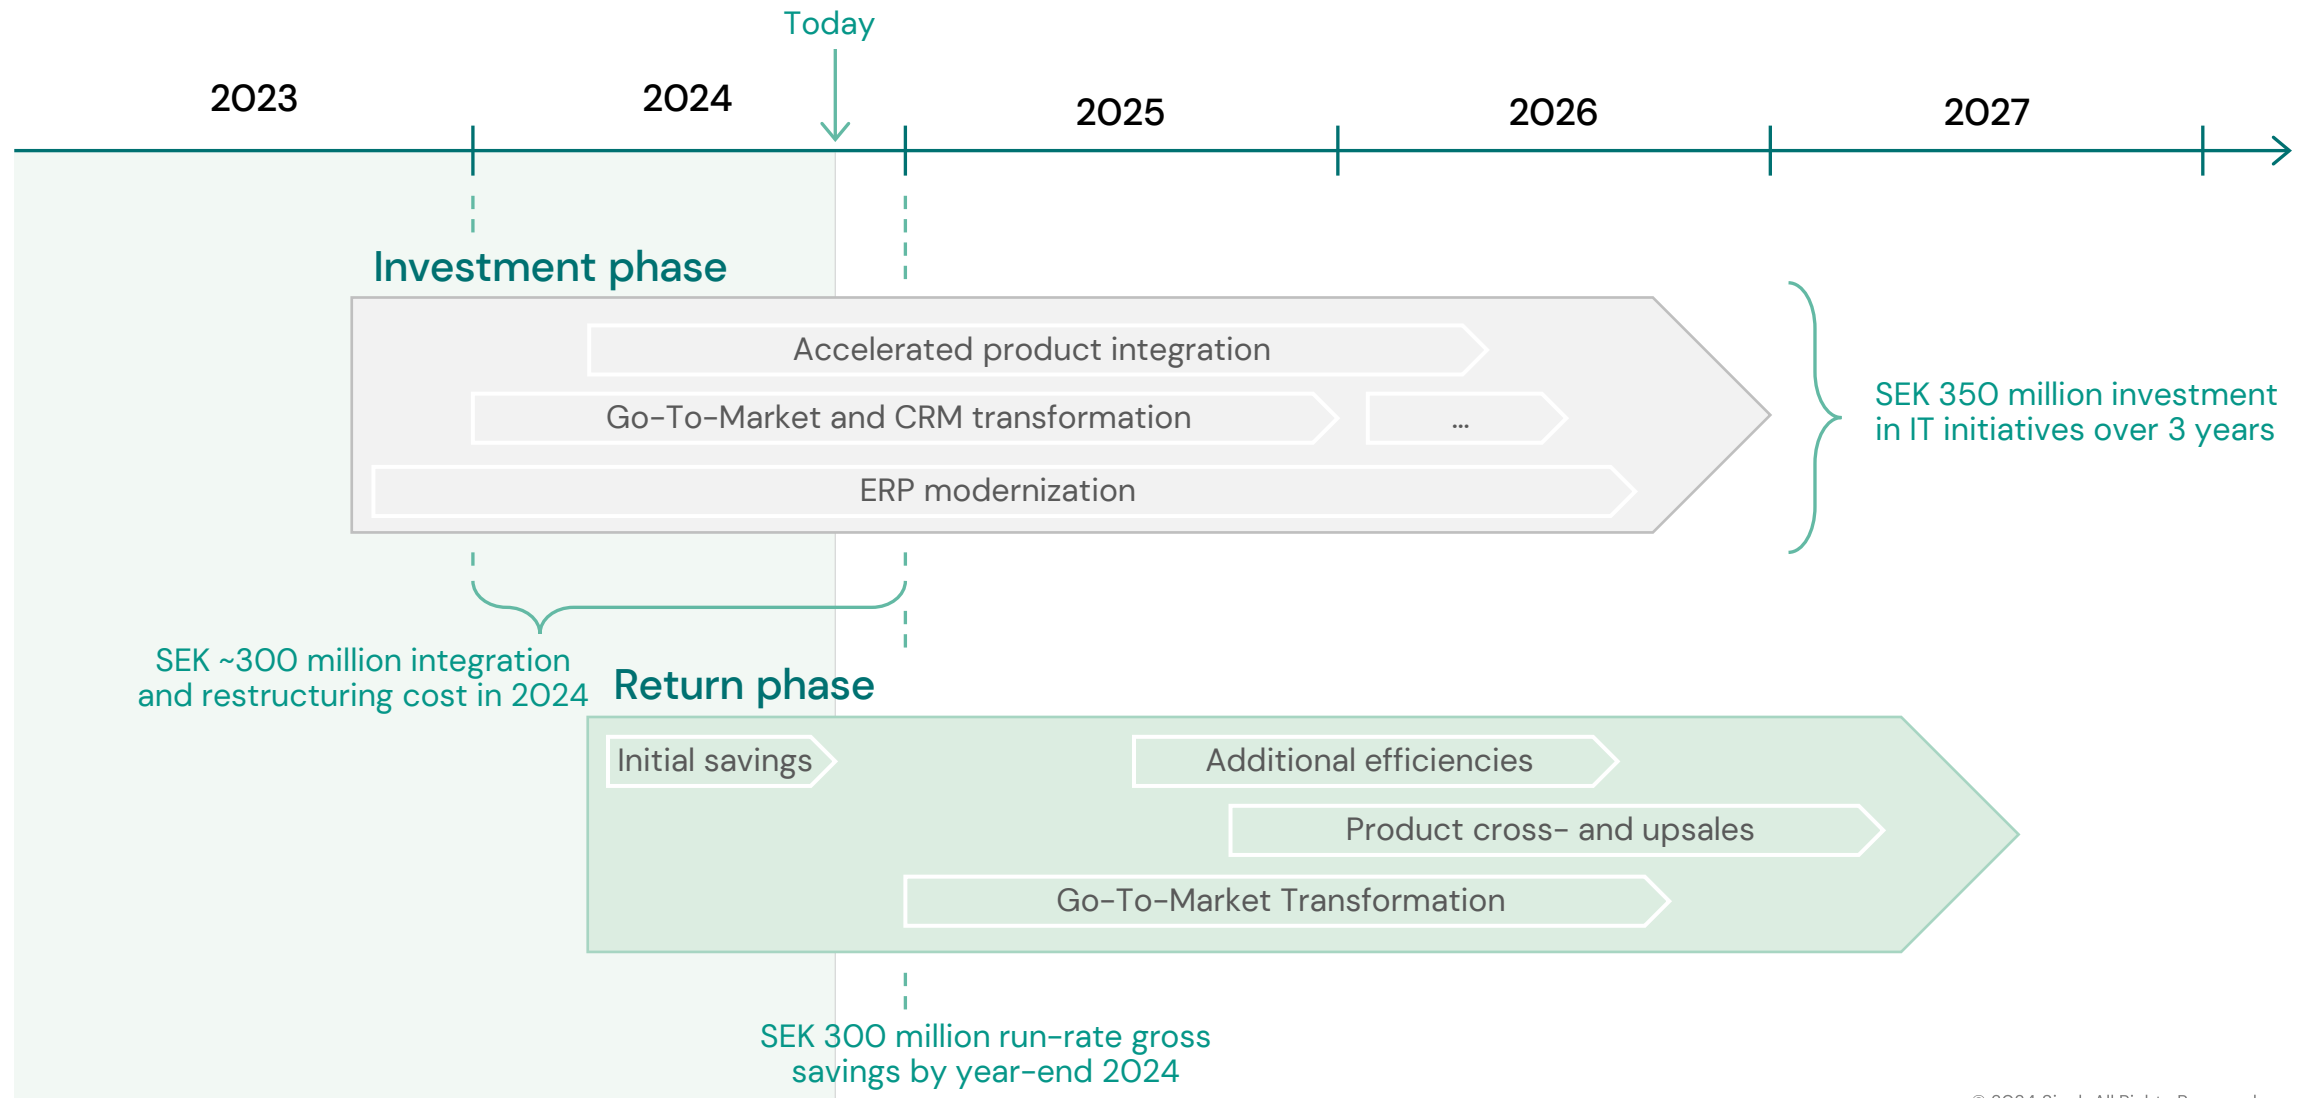 Today
2023
2024
2025
2026
2027
Investment phase
Accelerated product integration
Go-To-Market and CRM transformation
...
ERP modernization
SEK 350 million investment
in IT initiatives over 3 years
SEK ~300 million integration
and restructuring cost in 2024
Return phase
Initial savings
Additional efficiencies
Product cross- and upsales
Go-To-Market Transformation
SEK 300 million run-rate gross
savings by year-end 2024